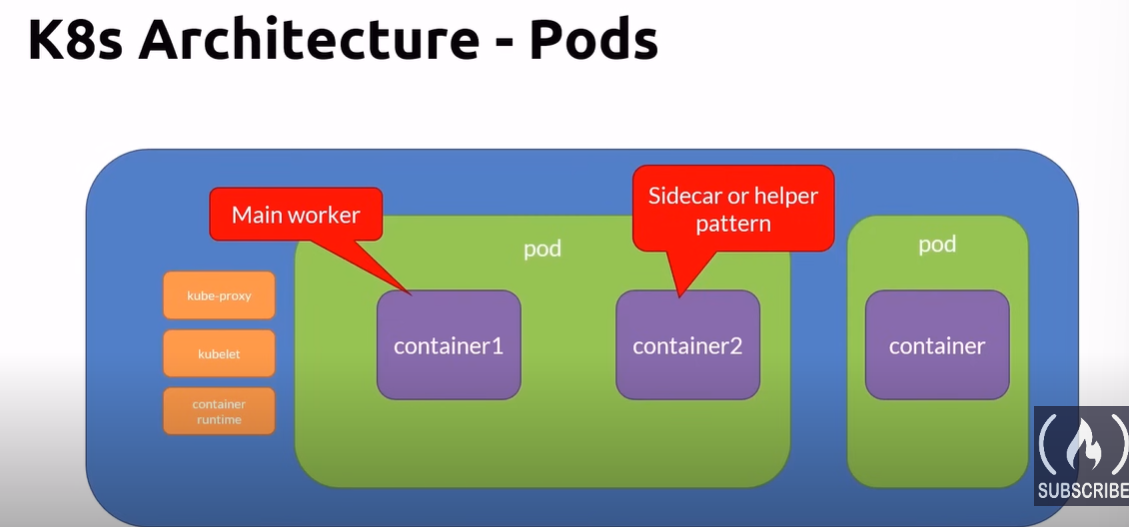 K8s Architecture - Pods
Main worker
Sidecar or helper
pattern
pod
pod
kube-proxy
kubelet
container
runtime
container1
container2
container
SUBSCRIBE